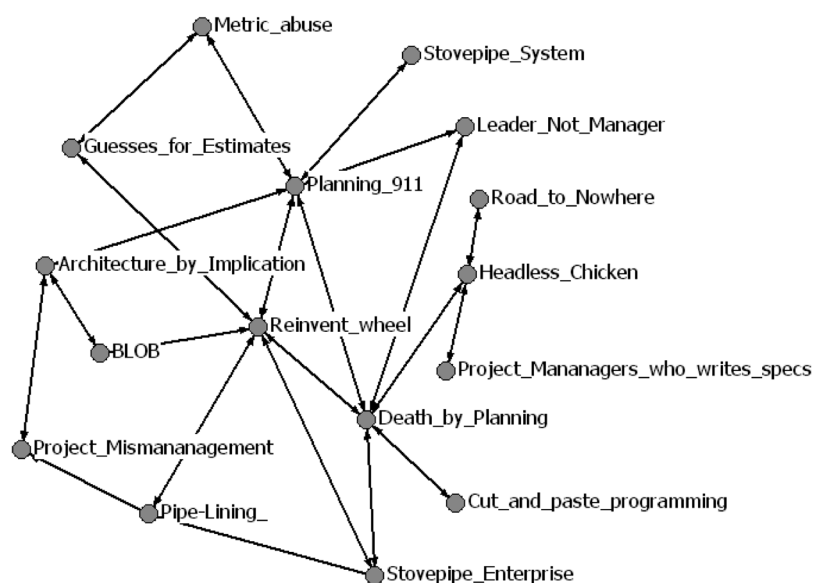 Metric_abuse
Stovepipe_System
Leader_Not_Manager
Guesses_for_Estimates
Planning_911
Road_to_Nowhere
Architecture_by_Implication
Headless_Chicken
Reinvent_wheel
BLOB
Project_Mananagers_who_writes_specs
Death_by_Planning
Project_Mismananagement
Cut_and_paste_programming
Pipe-Lining_
Stovepipe_Enterprise